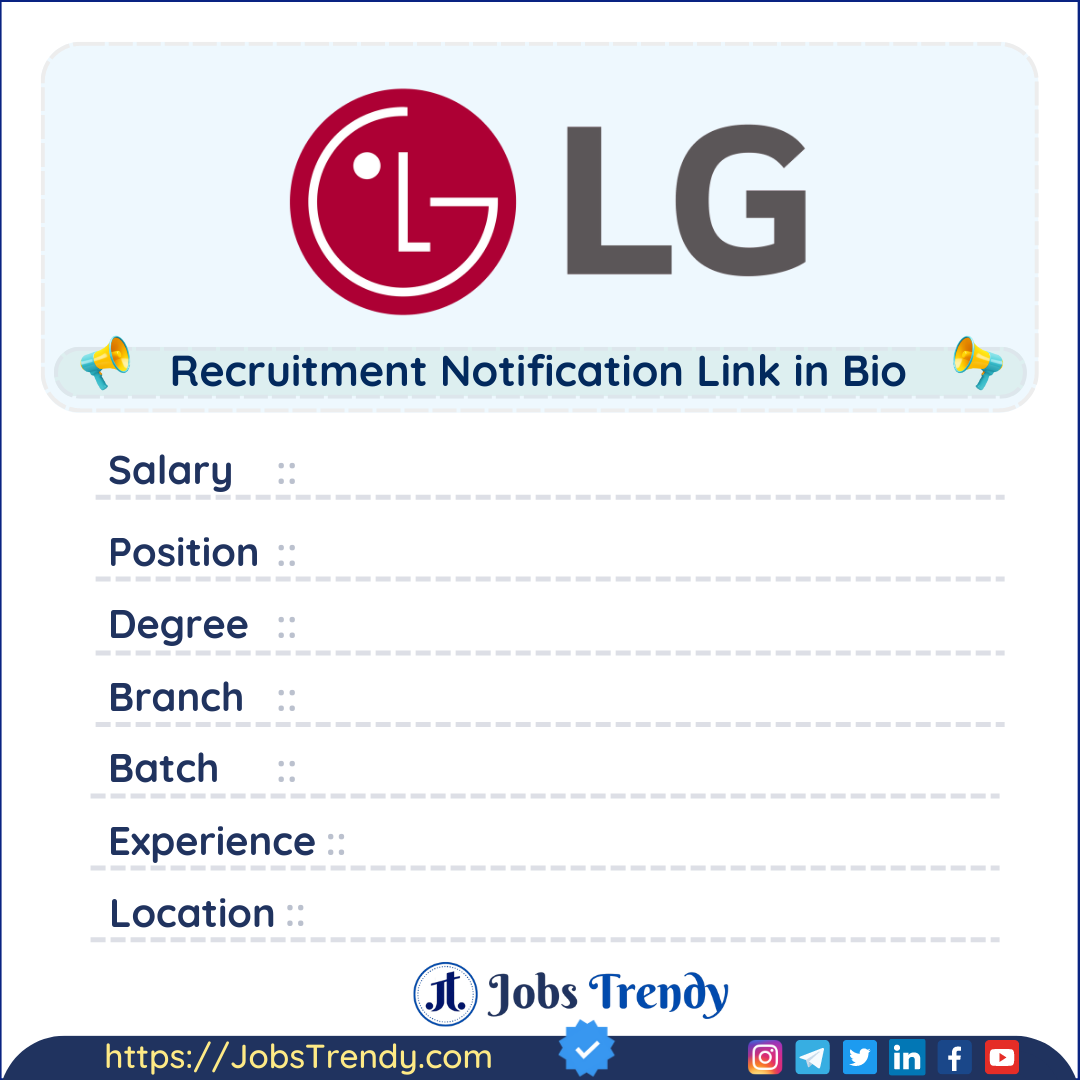 LG
Recruitment Notification Link in Bio
Salary ::
Position ::
Degree ::
Branch ::
Batch ::
Experience ::
Location ::
Jobs Trendy
https://JobsTrendy.com